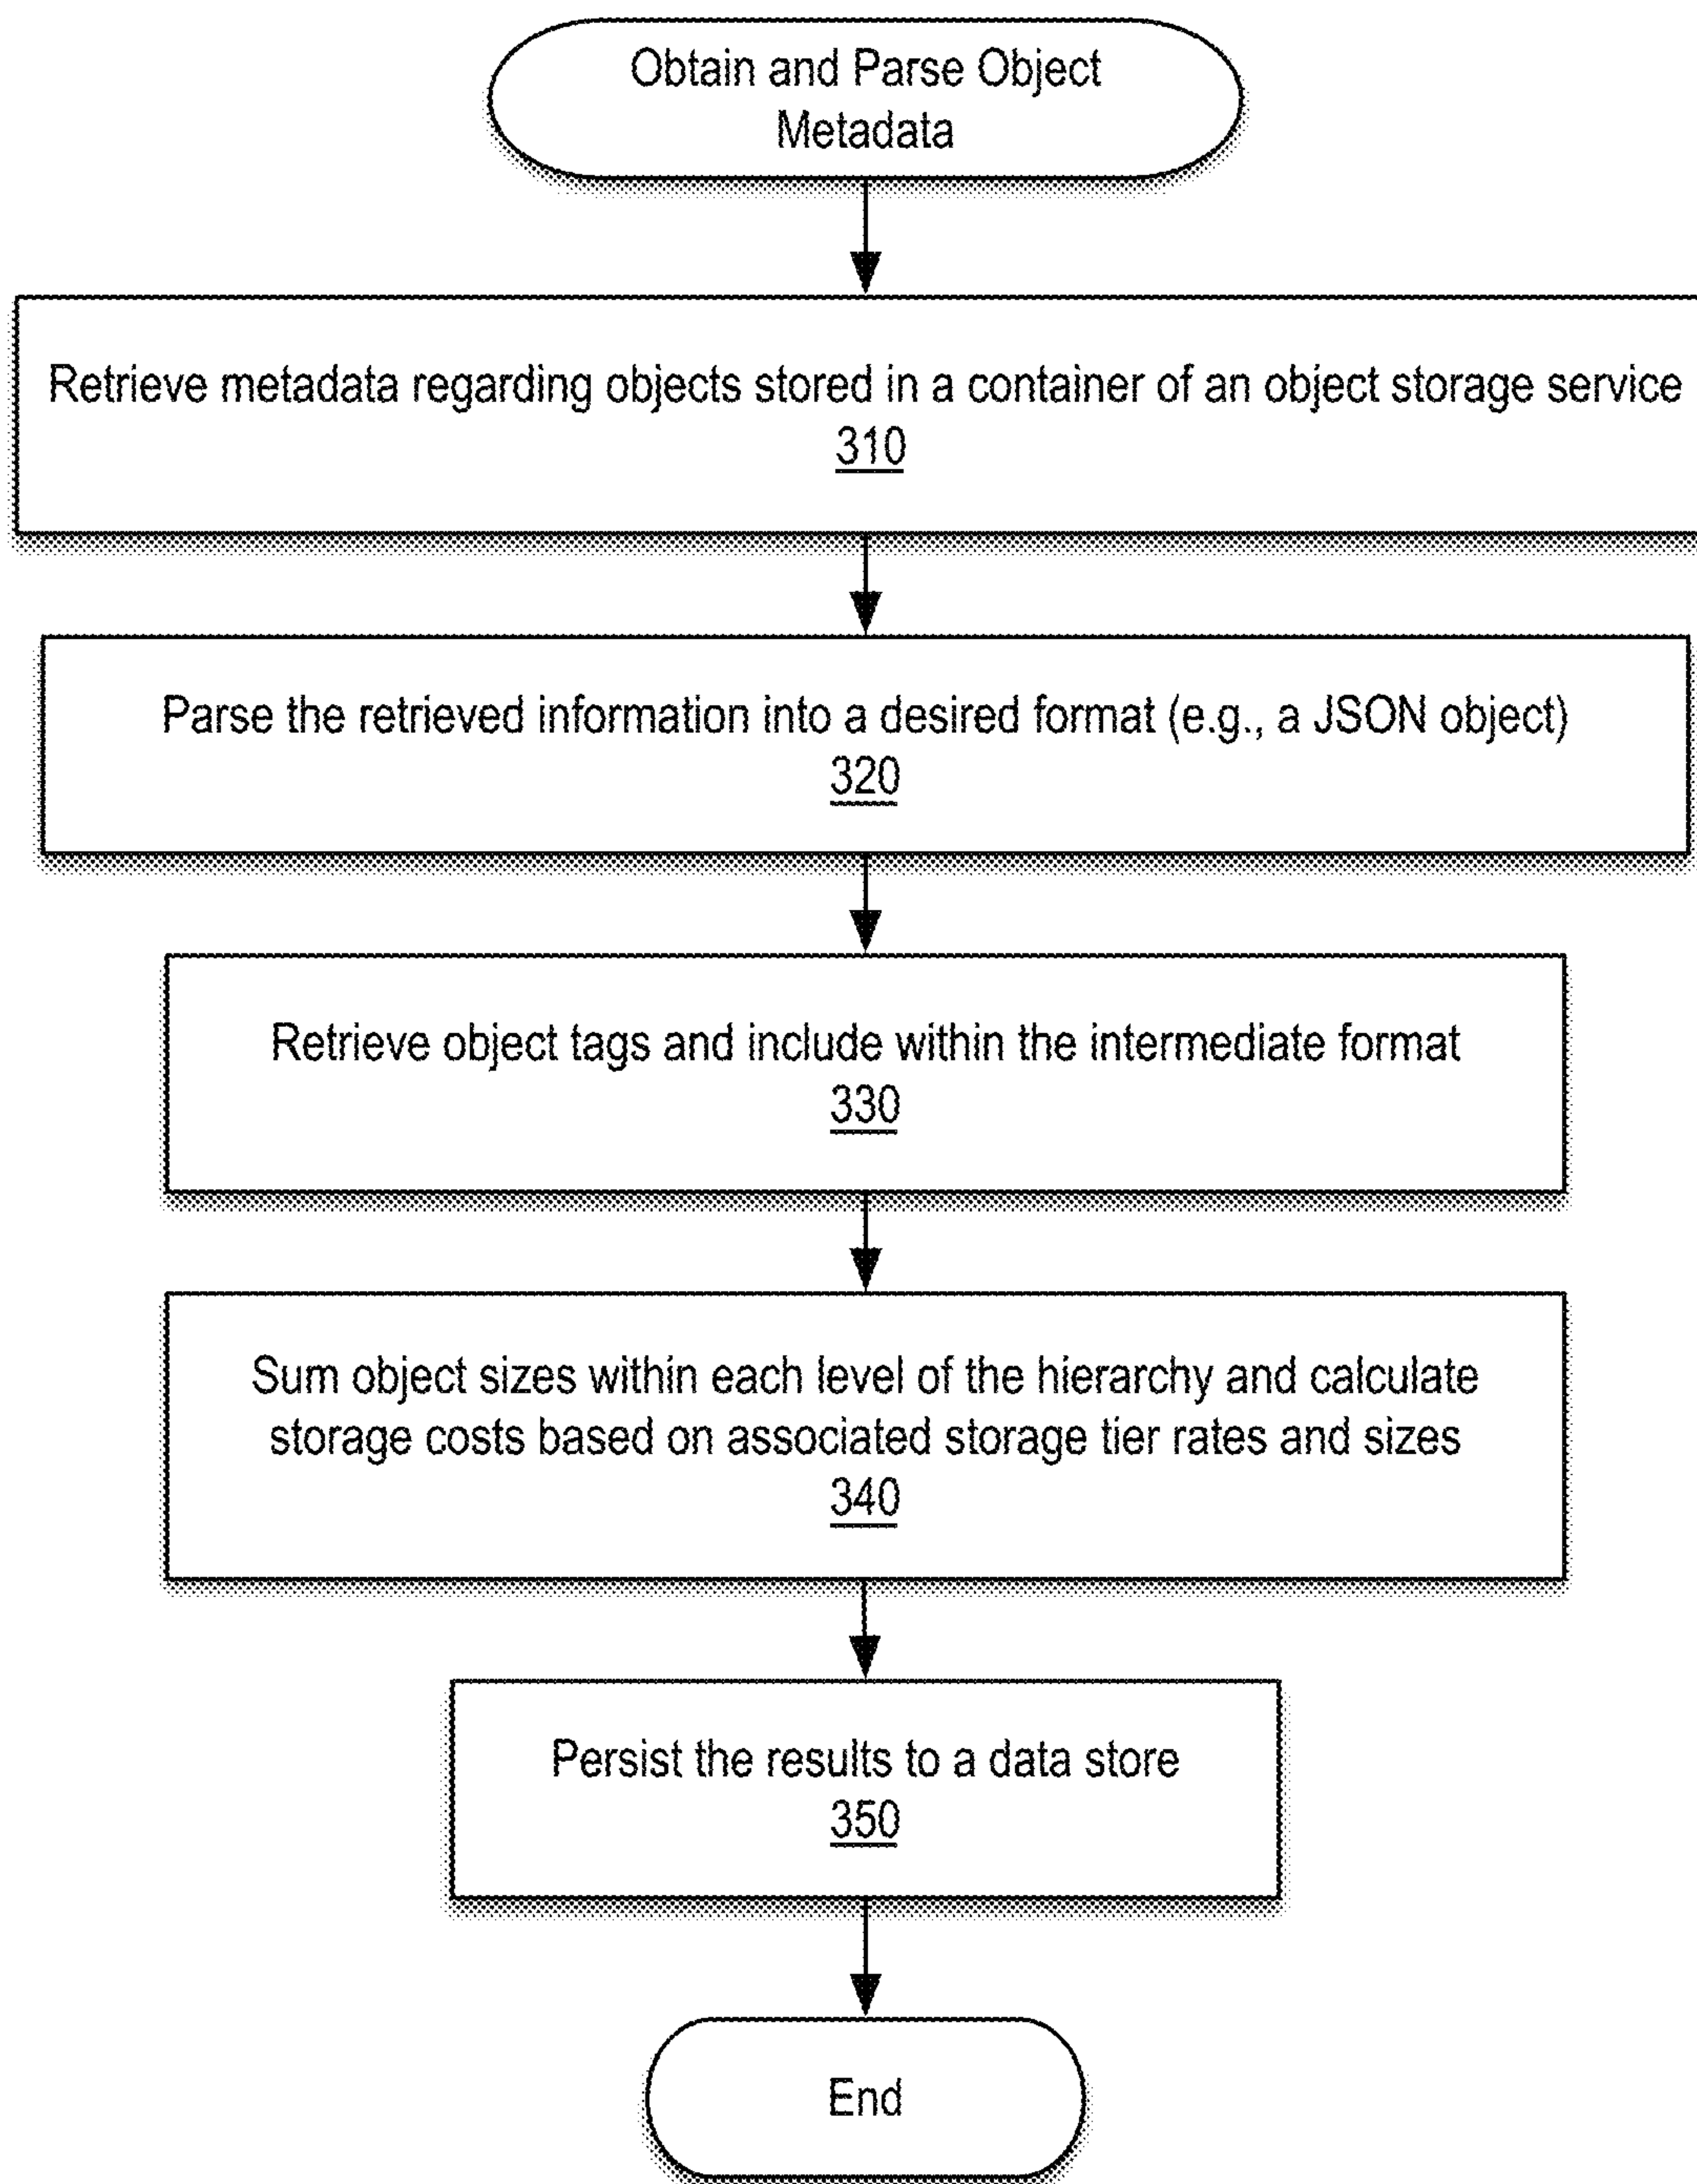 Obtain and Parse Object
Metadata
Retrieve metadata regarding objects stored in a container of an object storage service
310
Parse the retrieved information into a desired format (e.g., a JSON object)
320
Retrieve object tags and include within the intermediate format
330
Sum object sizes within each level of the hierarchy and calculate
storage costs based on associated storage tier rates and sizes
340
Persist the results to a data store
350
End